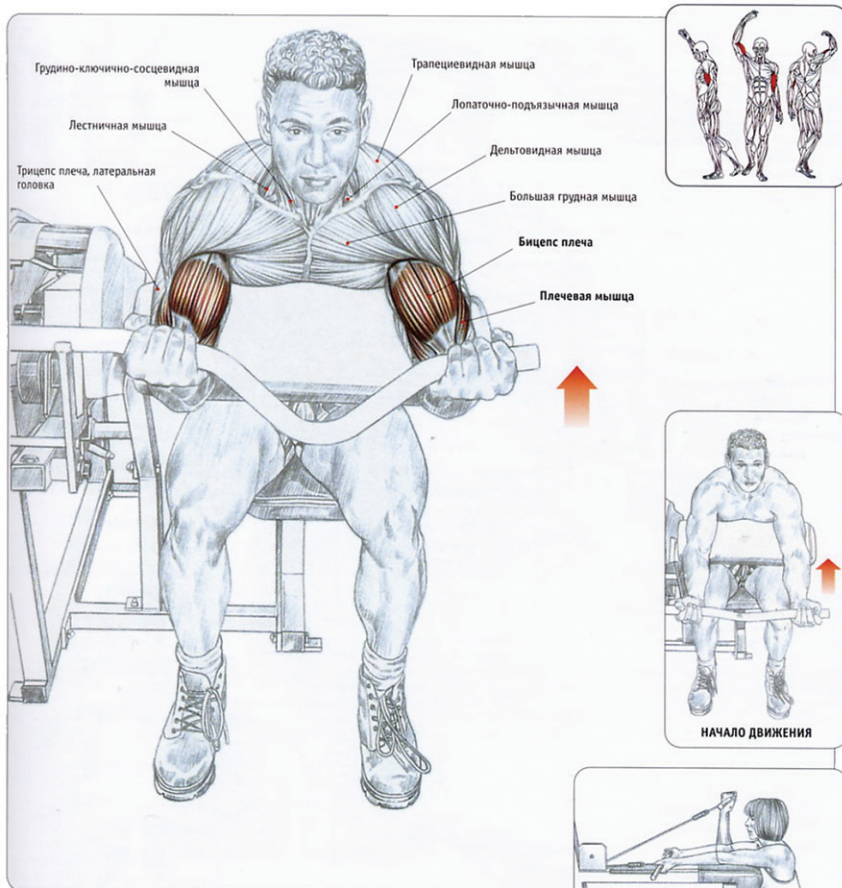 Грудино-ключично-сосцевидная
мышца
Лестничная мышца
Трицепс плеча, латеральная
головка
Трапециевидная мышца
Лопаточно-подъязычная мышца
Дельтовидная мышца
Большая грудная мышца
Бицепс плеча
Плечевая мышца
НАЧАЛО ДВИЖЕНИЯ